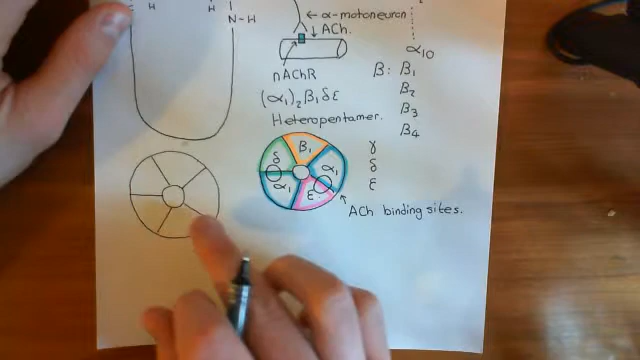 H
H
N-H
← α-motoneuron
↓ ACh.
nAChR
(α₁)₂β₁δε
Heteropentamer.
α₁₀
β: β₁
β₂
β₃
β₄
γ
δ
ε
β₁
δ
α₁
α₁
ε
ACh binding sites.